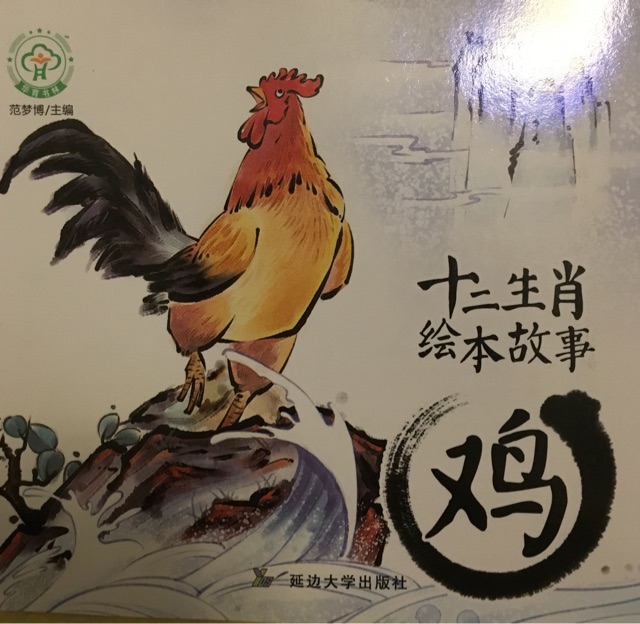 范梦博/主编
十二生肖
绘本故事
鸡
延边大学出版社